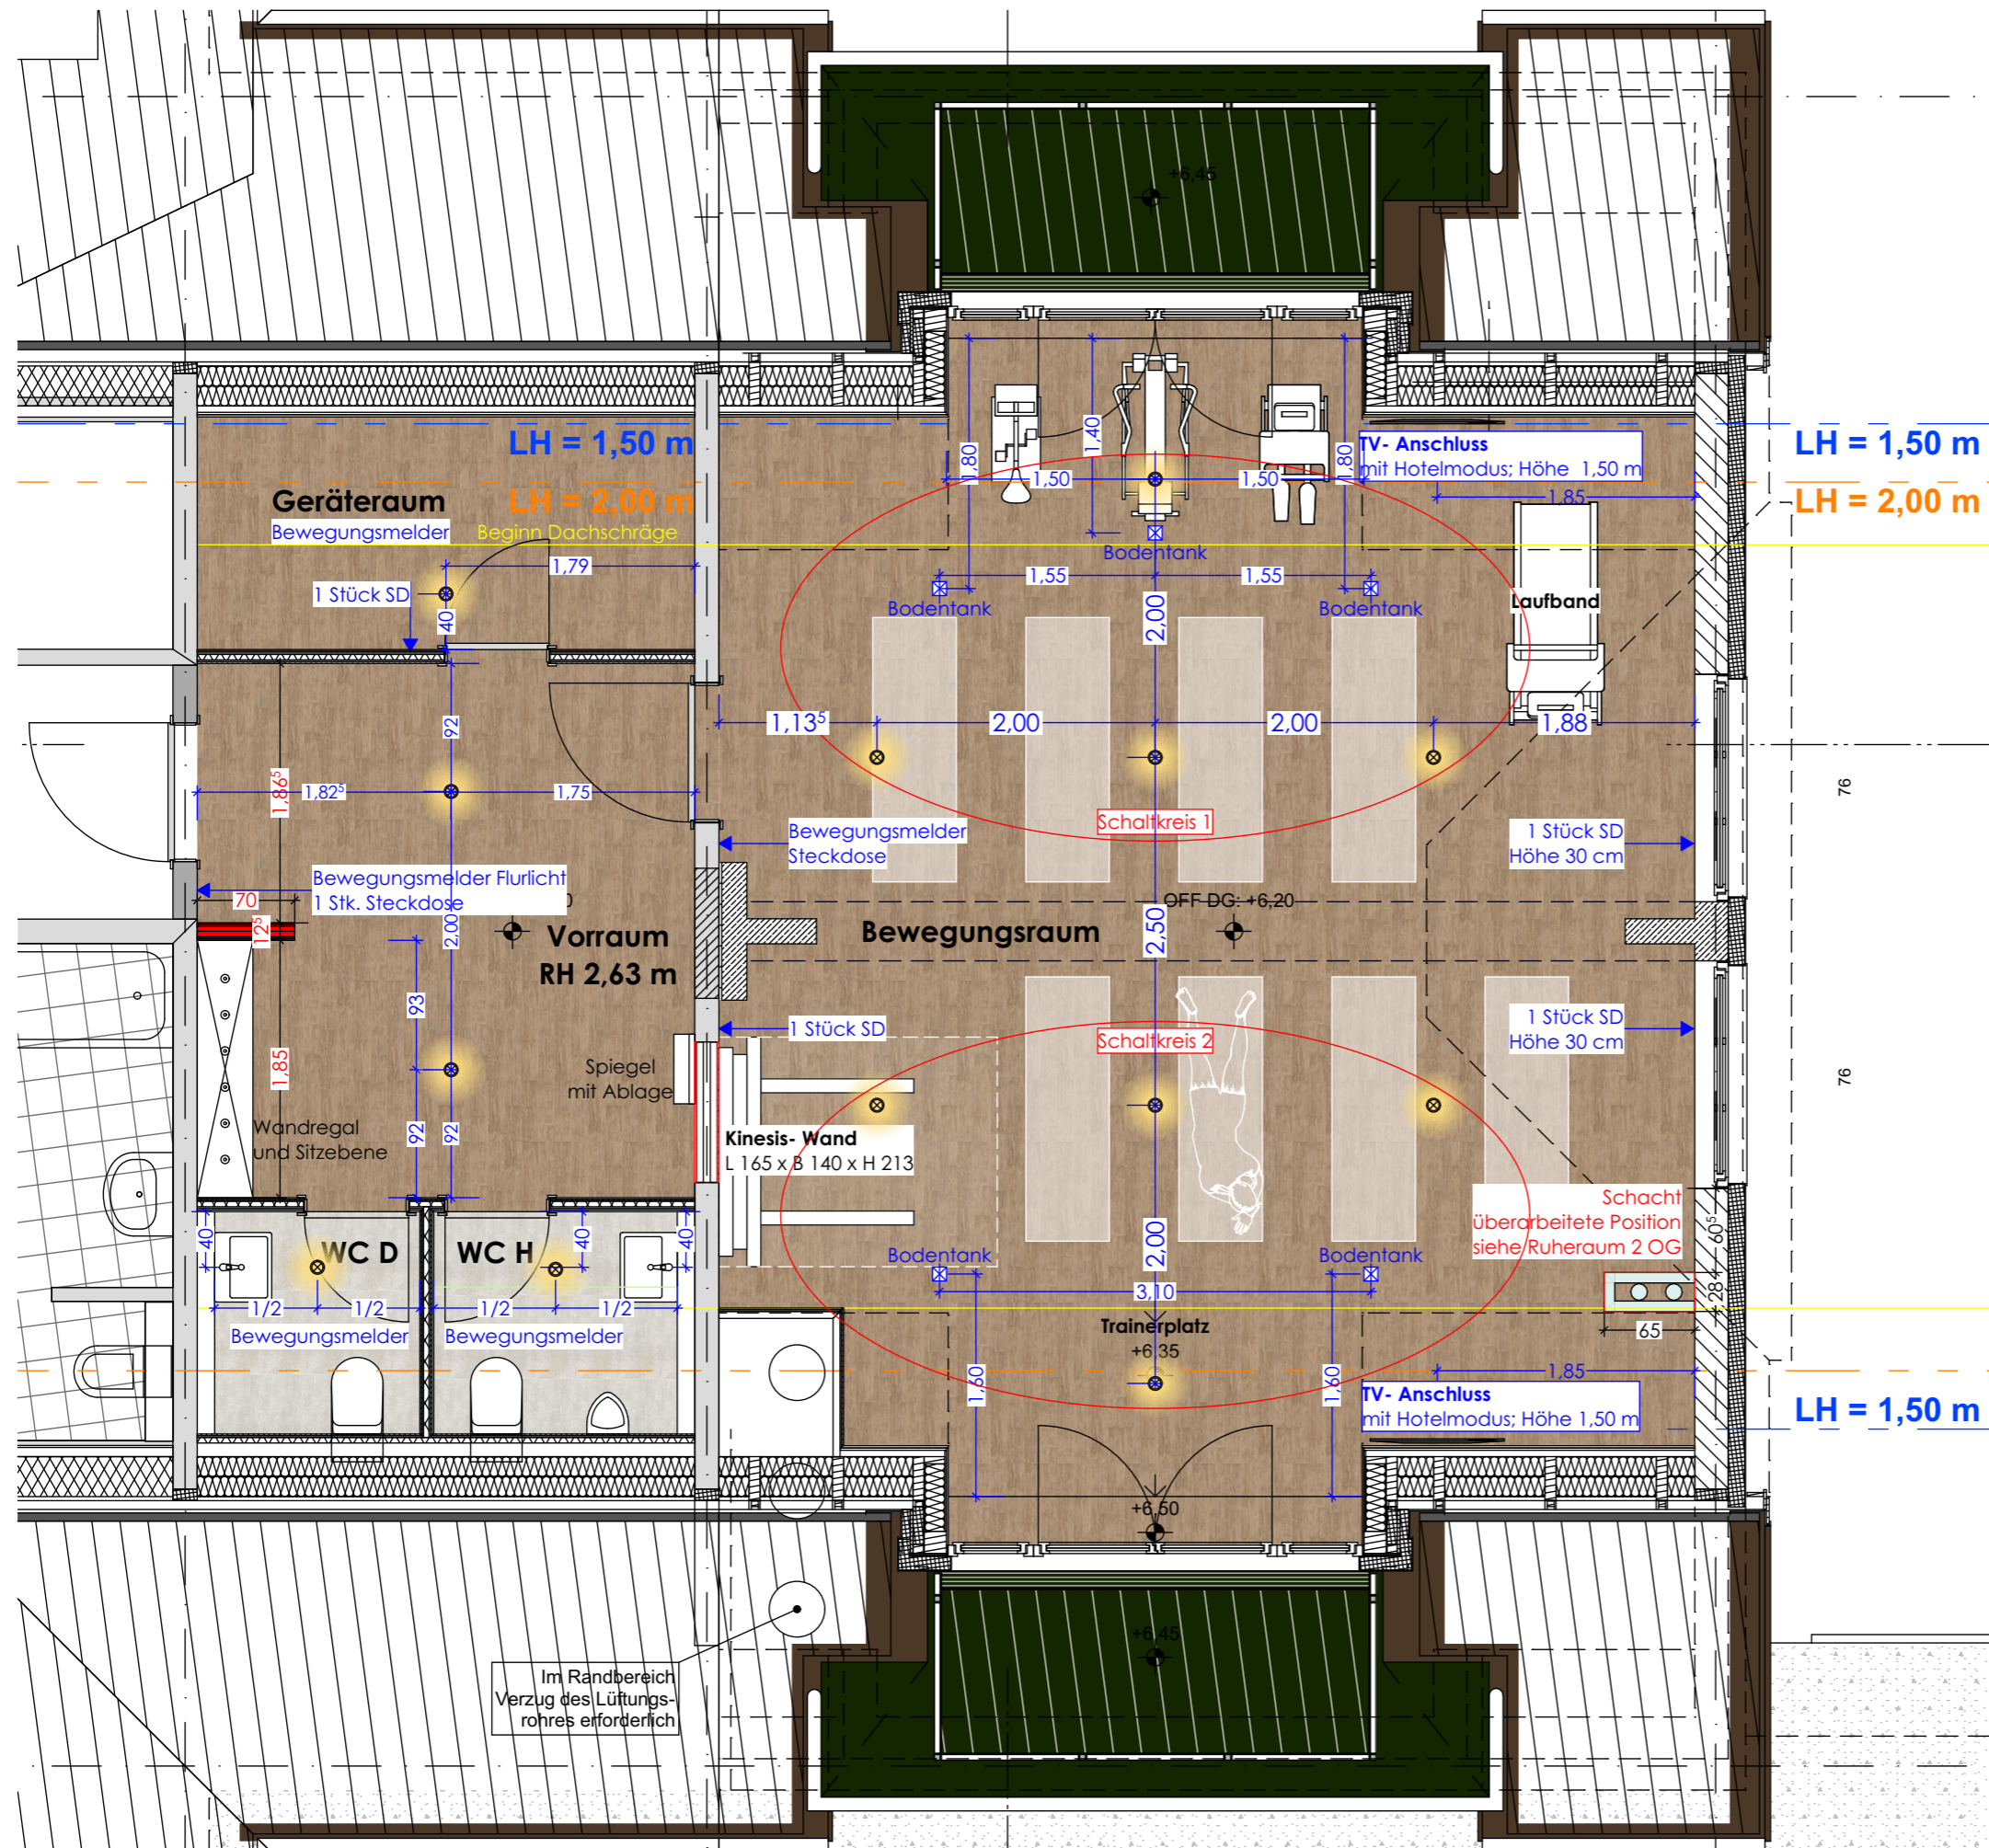 +6,45
LH = 1,50 m
LH = 1,50 m
TV- Anschluss
mit Hotelmodus; Höhe 1,50 m
1,80
1,40
1,80
1,50
1,50
1,85
Geräteraum
LH = 2,00 m
LH = 2,00 m
Bewegungsmelder
Beginn Dachschräge
Bodentank
1,79
1,55
1,55
1 Stück SD
40
Bodentank
Bodentank
Laufband
2,00
92
1,13⁵
2,00
2,00
1,88
1,86⁵
1,82⁵
1,75
76
Schaltkreis 1
Bewegungsmelder
Steckdose
1 Stück SD
Höhe 30 cm
Bewegungsmelder Flurlicht
1 Stk. Steckdose
70
12⁵
2,00
OFF DG: +6,20
Vorraum
RH 2,63 m
Bewegungsraum
2,50
93
1 Stück SD
1 Stück SD
Höhe 30 cm
Schaltkreis 2
1,85
Spiegel
mit Ablage
76
Wandregal
und Sitzebene
92
92
Kinesis- Wand
L 165 x B 140 x H 213
Schacht
überarbeitete Position
siehe Ruheraum 2 OG
60⁵
40
WC D
WC H
40
40
2,00
Bodentank
Bodentank
28
3,10
1/2
1/2
1/2
1/2
Bewegungsmelder
Bewegungsmelder
Trainerplatz
+6,35
65
1,60
1,60
1,85
TV- Anschluss
mit Hotelmodus; Höhe 1,50 m
LH = 1,50 m
+6,50
+6,45
Im Randbereich
Verzug des Lüftungs-
rohres erforderlich